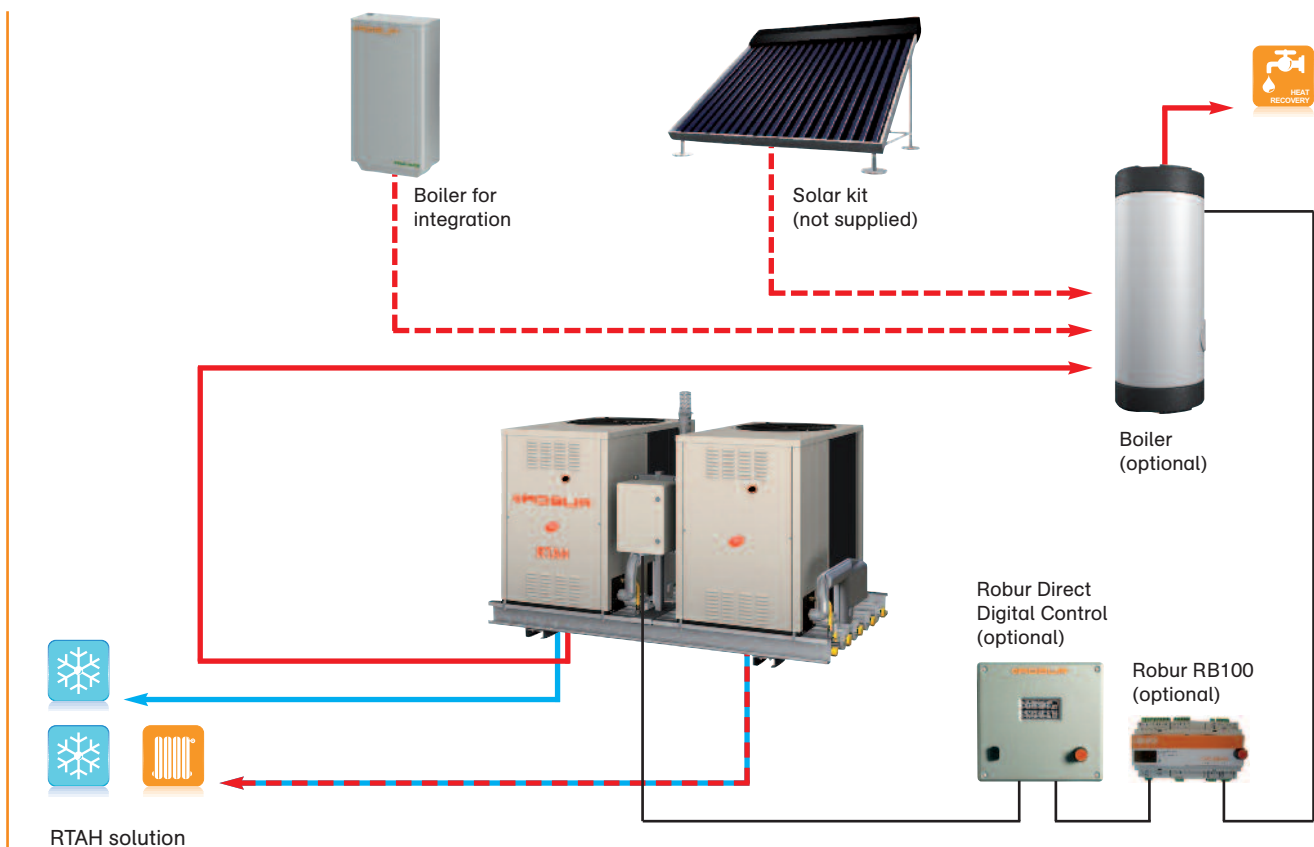 HEAT
RECOVERY
Boiler for
integration
Solar kit
(not supplied)
Boiler
(optional)
Robur Direct
Digital Control
(optional)
Robur RB100
(optional)
RTAH solution